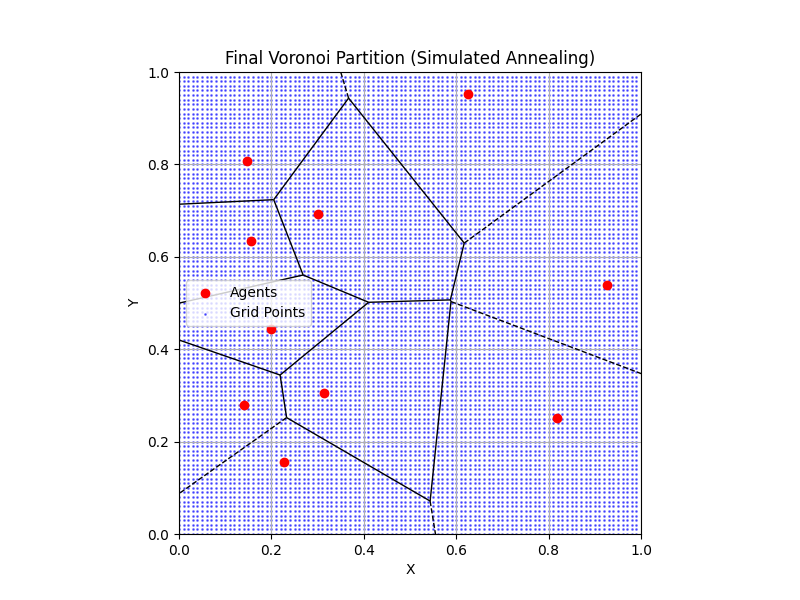 Final Voronoi Partition (Simulated Annealing)
1.0
0.8
0.6
0.4
0.2
0.0
Y
Agents
Grid Points
0.0 0.2 0.4 0.6 0.8 1.0
X